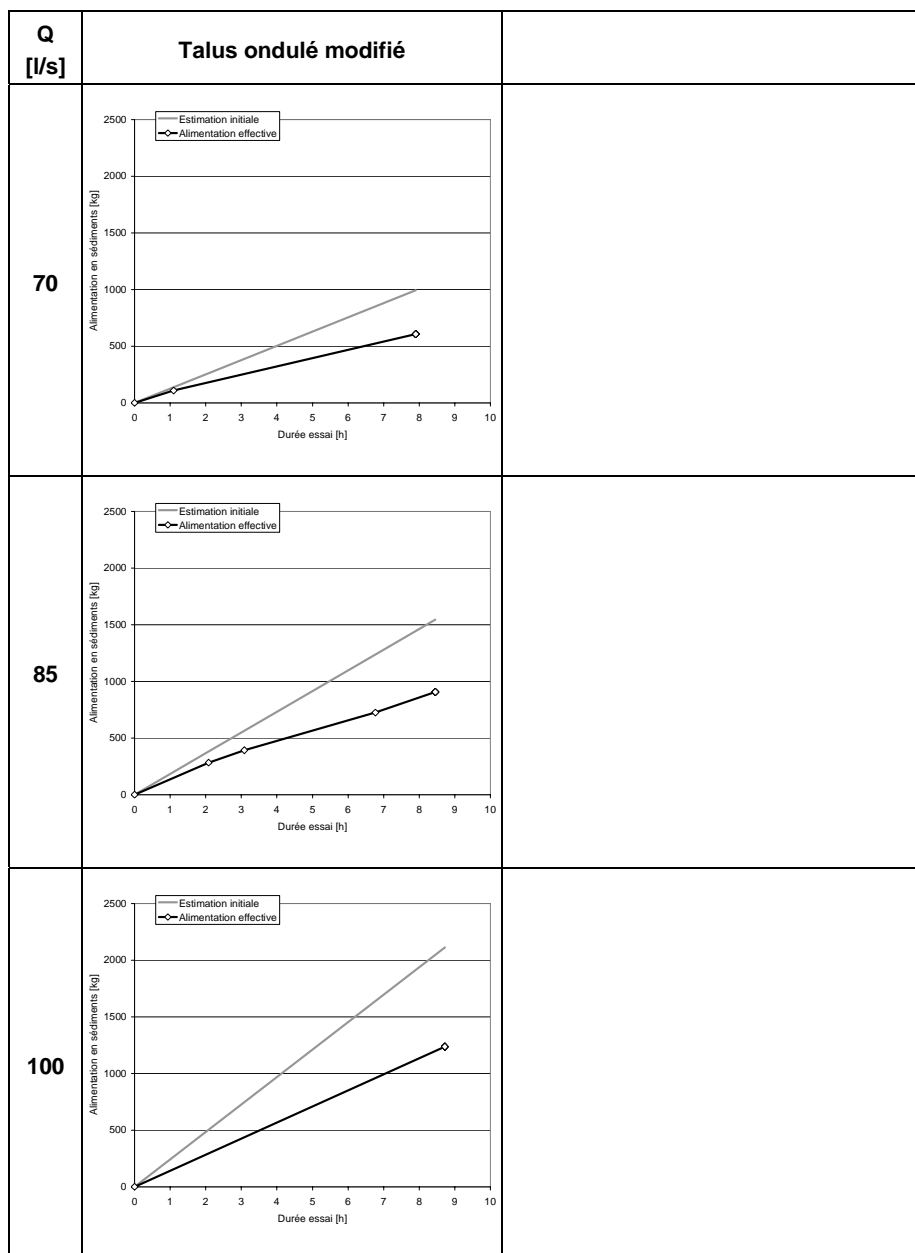 Q
[l/s]
Talus ondulé modifié
70
Estimation initiale
Alimentation effective
Alimentation en sédiments [kg]
2500
2000
1500
1000
500
0
0 1 2 3 4 5 6 7 8 9 10
Durée essai [h]
85
Estimation initiale
Alimentation effective
Alimentation en sédiments [kg]
2500
2000
1500
1000
500
0
0 1 2 3 4 5 6 7 8 9 10
Durée essai [h]
100
Estimation initiale
Alimentation effective
Alimentation en sédiments [kg]
2500
2000
1500
1000
500
0
0 1 2 3 4 5 6 7 8 9 10
Durée essai [h]